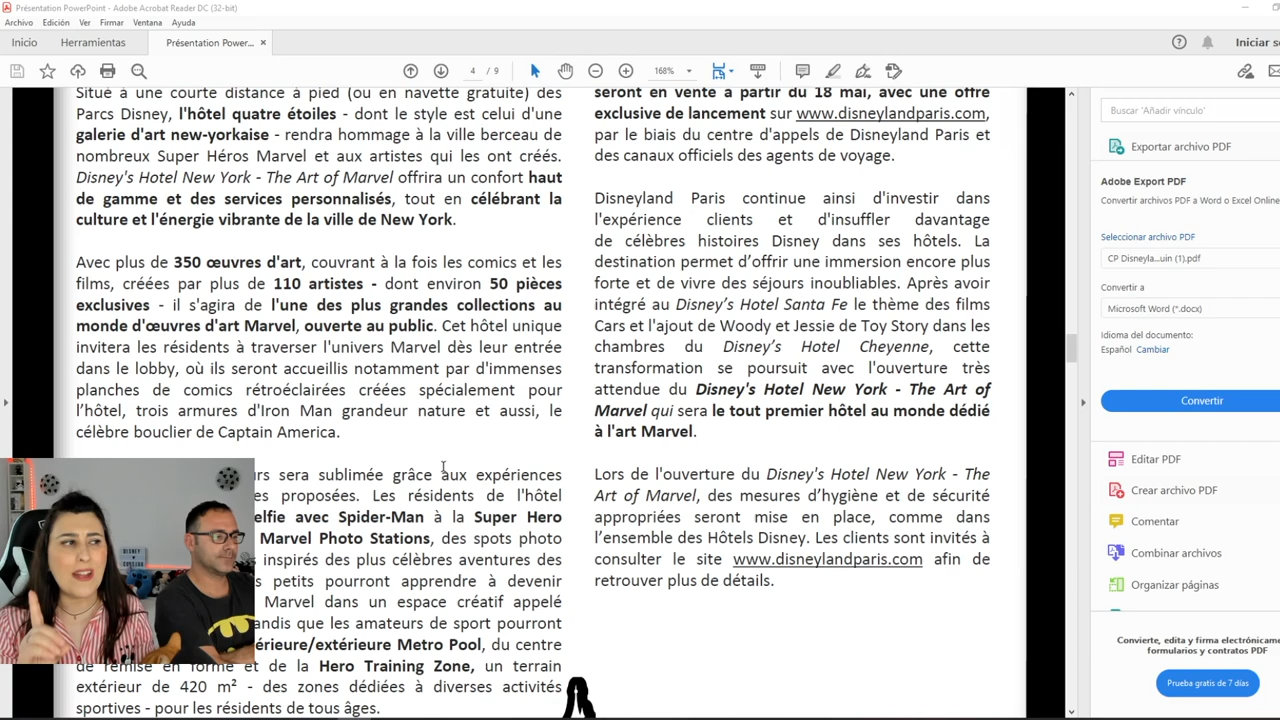 Présentation PowerPoint - Adobe Acrobat Reader DC (32-bit)
Archivo Edición Ver Firmar Ventana Ayuda
Inicio Herramientas Présentation Power... × Iniciar se
4 / 9 168%
Situé à une courte distance à pied (ou en navette gratuite) des
Parcs Disney, l'hôtel quatre étoiles - dont le style est celui d'une
galerie d'art new-yorkaise - rendra hommage à la ville berceau de
nombreux Super Héros Marvel et aux artistes qui les ont créés.
Disney's Hotel New York - The Art of Marvel offrira un confort haut
de gamme et des services personnalisés, tout en célébrant la
culture et l'énergie vibrante de la ville de New York.
Avec plus de 350 œuvres d'art, couvrant à la fois les comics et les
films, créées par plus de 110 artistes - dont environ 50 pièces
exclusives - il s'agira de l'une des plus grandes collections au
monde d'œuvres d'art Marvel, ouverte au public. Cet hôtel unique
invitera les résidents à traverser l'univers Marvel dès leur entrée
dans le lobby, où ils seront accueillis notamment par d'immenses
planches de comics rétroéclairées créées spécialement pour
l'hôtel, trois armures d'Iron Man grandeur nature et aussi, le
célèbre bouclier de Captain America.
urs sera sublimée grâce aux expériences
es proposées. Les résidents de l'hôtel
elfie avec Spider-Man à la Super Hero
Marvel Photo Stations, des spots photo
inspirés des plus célèbres aventures des
s petits pourront apprendre à devenir
Marvel dans un espace créatif appelé
andis que les amateurs de sport pourront
érieure/extérieure Metro Pool, du centre
de remise en forme et de la Hero Training Zone, un terrain
extérieur de 420 m² - des zones dédiées à diverses activités
sportives - pour les résidents de tous âges.
seront en vente à partir du 18 mai, avec une offre
exclusive de lancement sur www.disneylandparis.com,
par le biais du centre d'appels de Disneyland Paris et
des canaux officiels des agents de voyage.
Disneyland Paris continue ainsi d'investir dans
l'expérience clients et d'insuffler davantage
de célèbres histoires Disney dans ses hôtels. La
destination permet d'offrir une immersion encore plus
forte et de vivre des séjours inoubliables. Après avoir
intégré au Disney's Hotel Santa Fe le thème des films
Cars et l'ajout de Woody et Jessie de Toy Story dans les
chambres du Disney's Hotel Cheyenne, cette
transformation se poursuit avec l'ouverture très
attendue du Disney's Hotel New York - The Art of
Marvel qui sera le tout premier hôtel au monde dédié
à l'art Marvel.
Lors de l'ouverture du Disney's Hotel New York - The
Art of Marvel, des mesures d'hygiène et de sécurité
appropriées seront mise en place, comme dans
l'ensemble des Hôtels Disney. Les clients sont invités à
consulter le site www.disneylandparis.com afin de
retrouver plus de détails.
Buscar 'Añadir vínculo'
Exportar archivo PDF
Adobe Export PDF
Convertir archivos PDF a Word o Excel Online
Seleccionar archivo PDF
CP Disneyla...uin (1).pdf
Convertir a
Microsoft Word (*.docx)
Idioma del documento:
Español Cambiar
Convertir
Editar PDF
Crear archivo PDF
Comentar
Combinar archivos
Organizar páginas
Convierte, edita y firma electrónicame
formularios y contratos PDF
Prueba gratis de 7 días